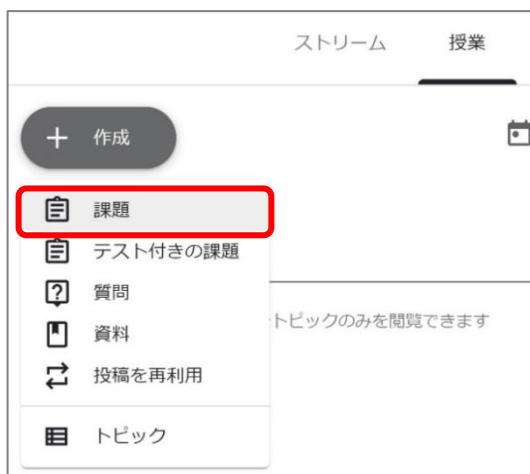 ストリーム 授業
作成
課題
テスト付きの課題
質問
資料
トピックのみを閲覧できます
投稿を再利用
トピック